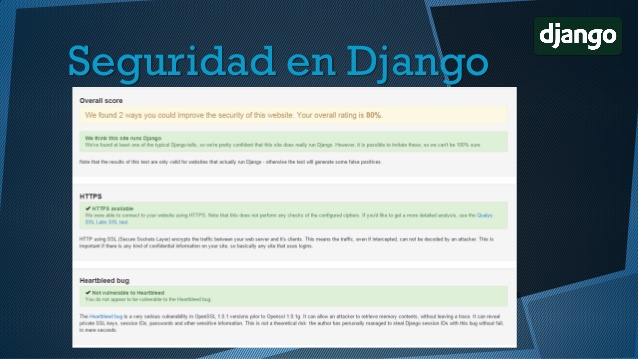 django
Seguridad en Django
Overall score
We found 2 ways you could improve the security of this website. Your overall rating is 80%.
We think this site runs Django
We've found at least one of the typical Django-tells, so we're pretty confident that this site does really run Django. However, it is possible to imitate these, so we can't be 100% sure.
Note that the results of this test are only valid for websites that actually run Django - otherwise the test will generate some false positives.
HTTPS
✔ HTTPS available
We were able to connect to your website using HTTPS. Note that this does not perform any checks of the configured ciphers. If you'd like to get a more detailed analysis, use the Qualys
SSL Labs SSL test.
HTTP using SSL (Secure Sockets Layer) encrypts the traffic between your web server and it's clients. This means the traffic, even if intercepted, can not be decoded by an attacker. This is
important if there is any kind of confidential information on your site, so basically any site that uses logins.
Heartbleed bug
✔ Not vulnerable to Heartbleed
You do not appear to be vulnerable to the Heartbleed bug.
The Heartbleed bug is a very serious vulnerability in OpenSSL 1.0.1 versions prior to Openssl 1.0.1g. It can allow an attacker to retrieve memory contents, without leaving a trace. It can reveal
private SSL keys, session IDs, passwords and other sensitive information. This is not a theoretical risk: the author has personally managed to steal Django session IDs with this bug without fail,
in mere seconds.